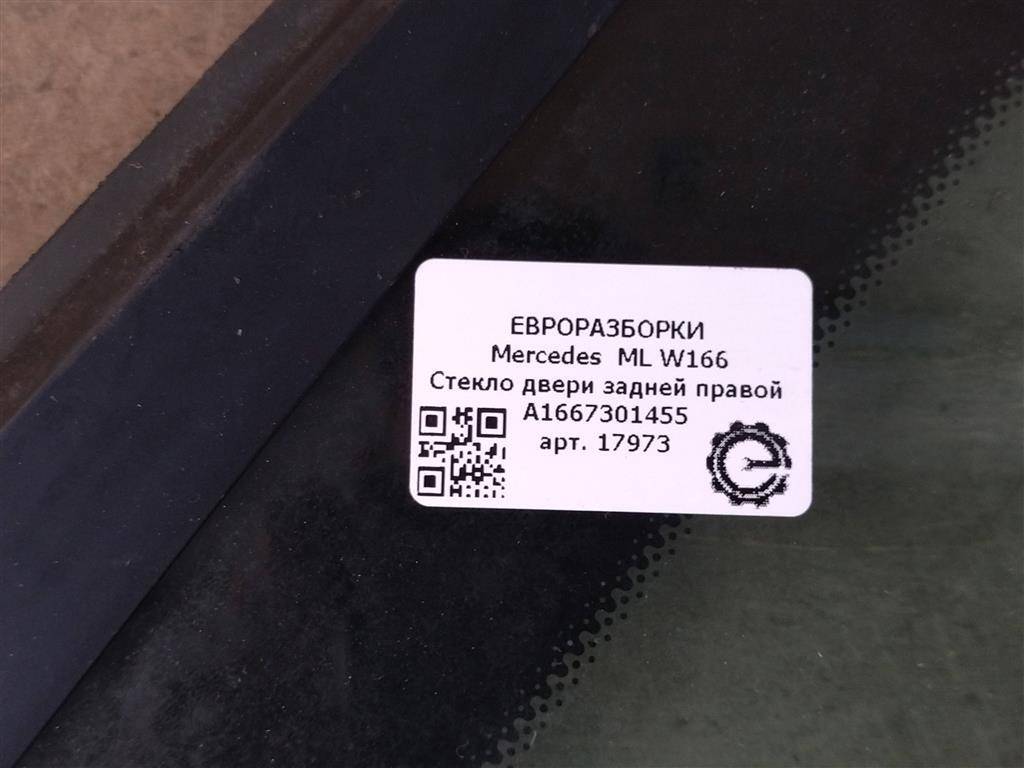 ЕВРОРАЗБОРКИ
Mercedes ML W166
Стекло двери задней правой
A1667301455
арт. 17973